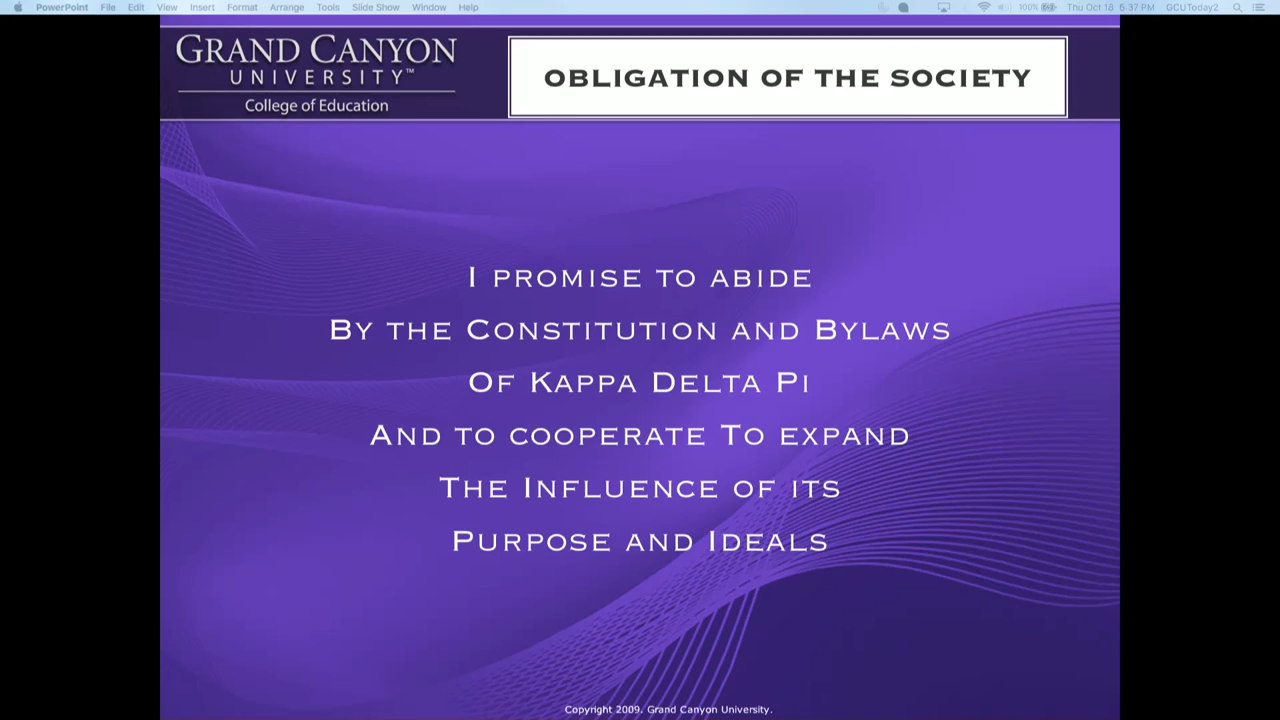 PowerPoint File Edit View Insert Format Arrange Tools Slide Show Window Help 100% Thu Oct 18 6:37 PM GCUToday2
GRAND CANYON
UNIVERSITY™
College of Education
OBLIGATION OF THE SOCIETY
I PROMISE TO ABIDE
BY THE CONSTITUTION AND BYLAWS
OF KAPPA DELTA PI
AND TO COOPERATE TO EXPAND
THE INFLUENCE OF ITS
PURPOSE AND IDEALS
Copyright 2009. Grand Canyon University.